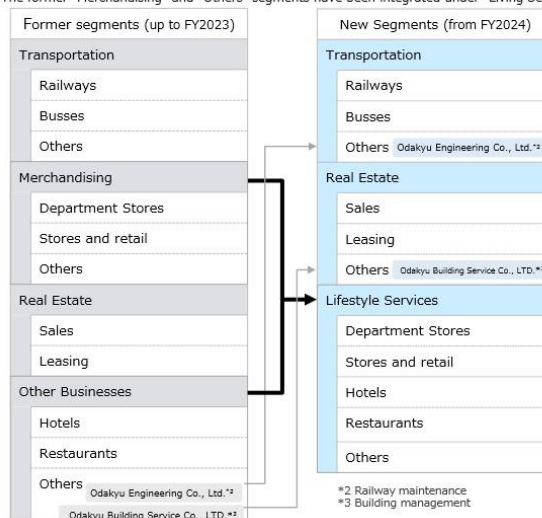 Former segments (up to FY2023)
Transportation
Railways
Busses
Others
Merchandising
Department Stores
Stores and retail
Others
Real Estate
Sales
Leasing
Other Businesses
Hotels
Restaurants
Others
Odakyu Engineering Co., Ltd.*2
Odakyu Building Service Co., LTD.*3
New Segments (from FY2024)
Transportation
Railways
Busses
Others Odakyu Engineering Co., Ltd.*2
Real Estate
Sales
Leasing
Others Odakyu Building Service Co., LTD.*
Lifestyle Services
Department Stores
Stores and retail
Hotels
Restaurants
Others
*2 Railway maintenance
*3 Building management